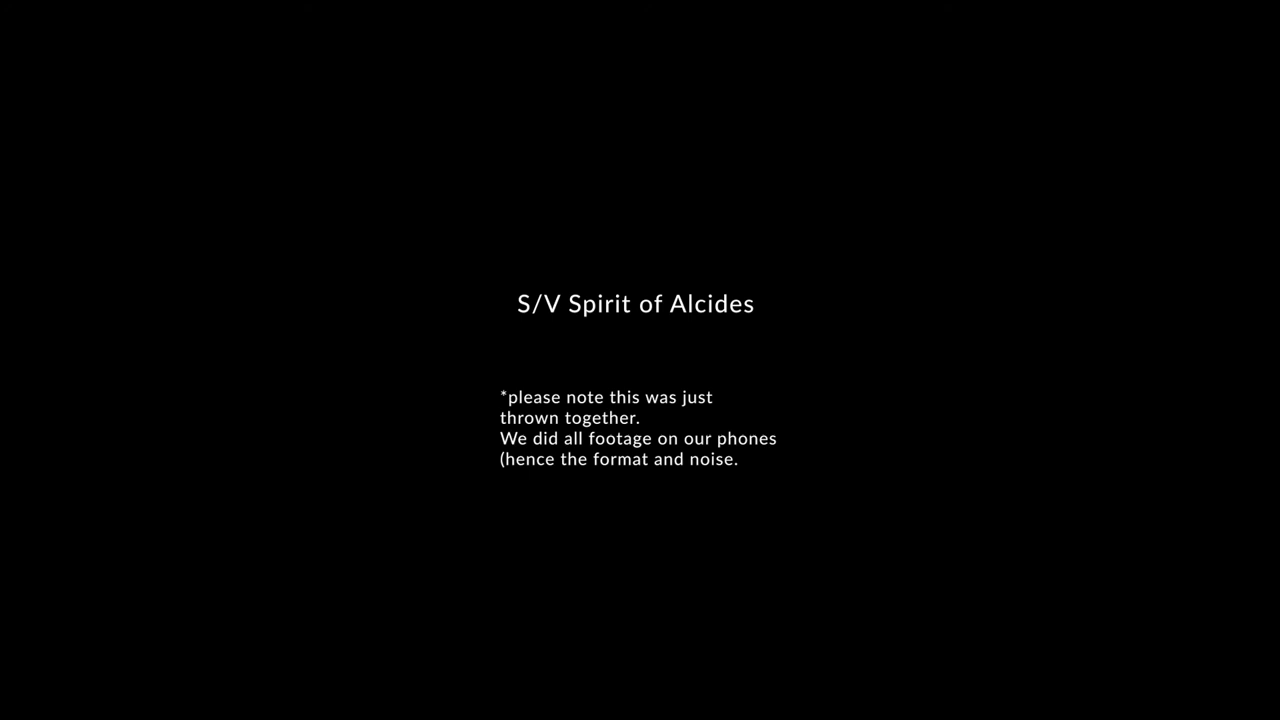 S/V Spirit of Alcides
*please note this was just
thrown together.
We did all footage on our phones
(hence the format and noise.